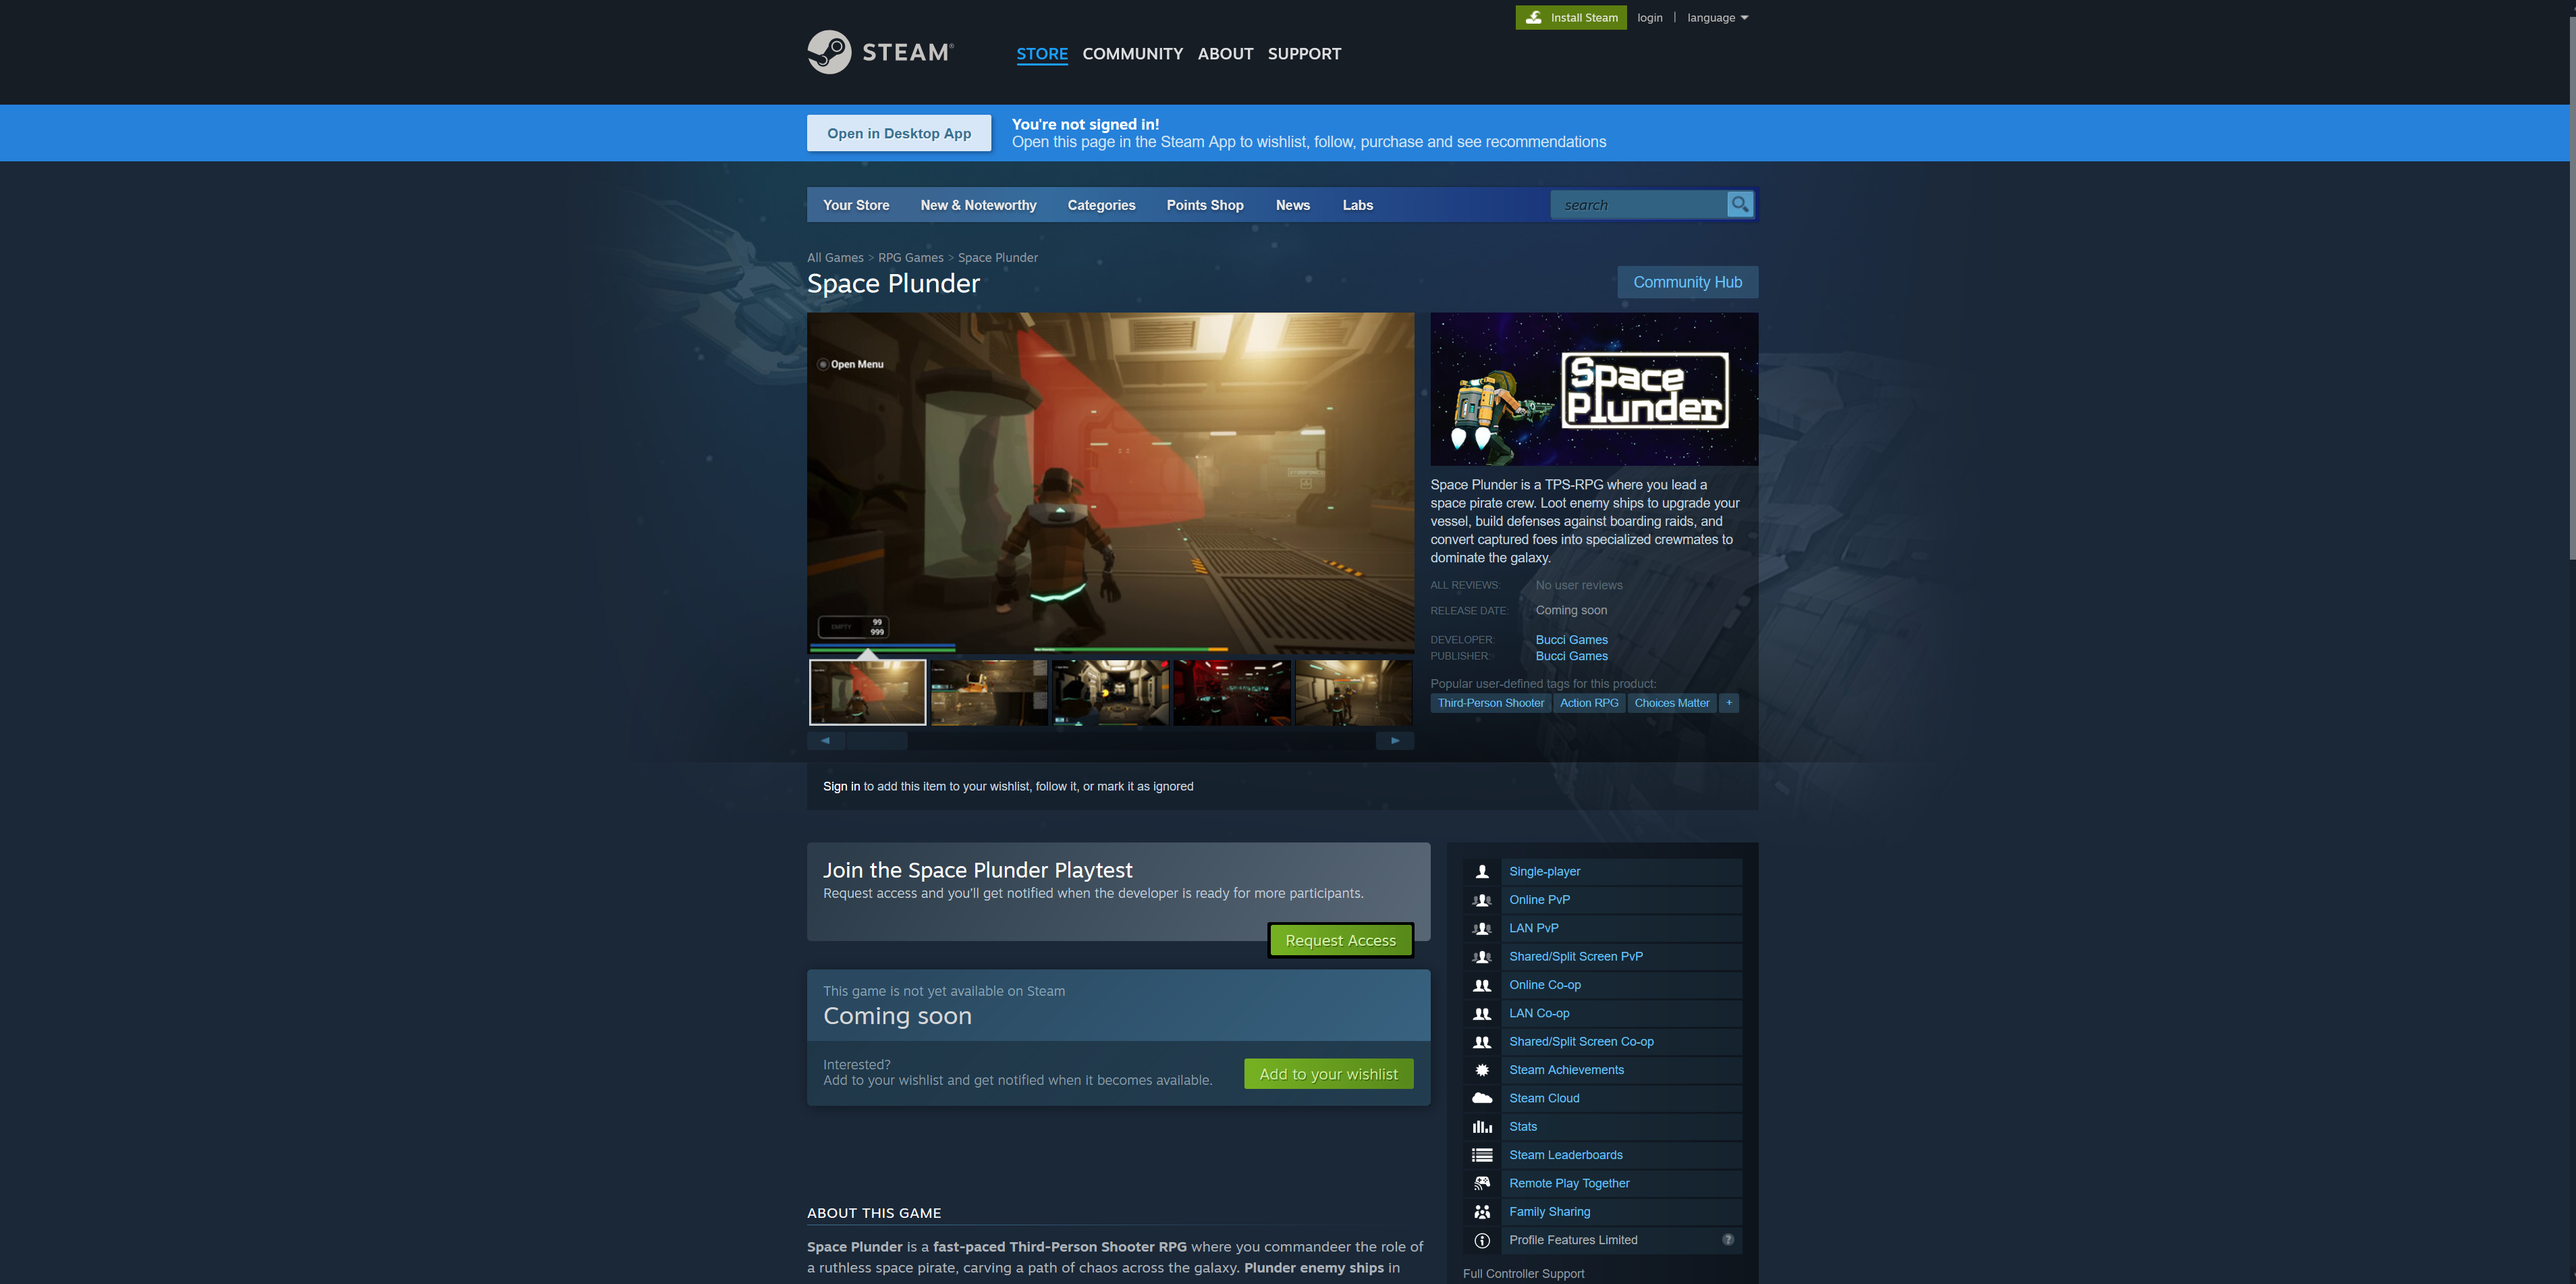 Install Steam
login | language
STEAM®
STORE COMMUNITY ABOUT SUPPORT
Open in Desktop App
You're not signed in!
Open this page in the Steam App to wishlist, follow, purchase and see recommendations
Your Store New & Noteworthy Categories Points Shop News Labs
search
All Games > RPG Games > Space Plunder
Space Plunder
Community Hub
Open Menu
EMPTY
99
999
Space
Plunder
Space Plunder is a TPS-RPG where you lead a
space pirate crew. Loot enemy ships to upgrade your
vessel, build defenses against boarding raids, and
convert captured foes into specialized crewmates to
dominate the galaxy.
ALL REVIEWS: No user reviews
RELEASE DATE: Coming soon
DEVELOPER: Bucci Games
PUBLISHER: Bucci Games
Popular user-defined tags for this product:
Third-Person Shooter Action RPG Choices Matter +
Sign in to add this item to your wishlist, follow it, or mark it as ignored
Join the Space Plunder Playtest
Request access and you'll get notified when the developer is ready for more participants.
Request Access
This game is not yet available on Steam
Coming soon
Interested?
Add to your wishlist and get notified when it becomes available.
Add to your wishlist
ABOUT THIS GAME
Space Plunder is a fast-paced Third-Person Shooter RPG where you commandeer the role of
a ruthless space pirate, carving a path of chaos across the galaxy. Plunder enemy ships in
Single-player
Online PvP
LAN PvP
Shared/Split Screen PvP
Online Co-op
LAN Co-op
Shared/Split Screen Co-op
Steam Achievements
Steam Cloud
Stats
Steam Leaderboards
Remote Play Together
Family Sharing
Profile Features Limited ?
Full Controller Support